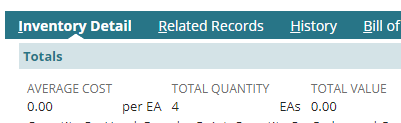 Inventory Detail Related Records History Bill of
Totals
AVERAGE COST TOTAL QUANTITY TOTAL VALUE
0.00 per EA 4 EAs 0.00